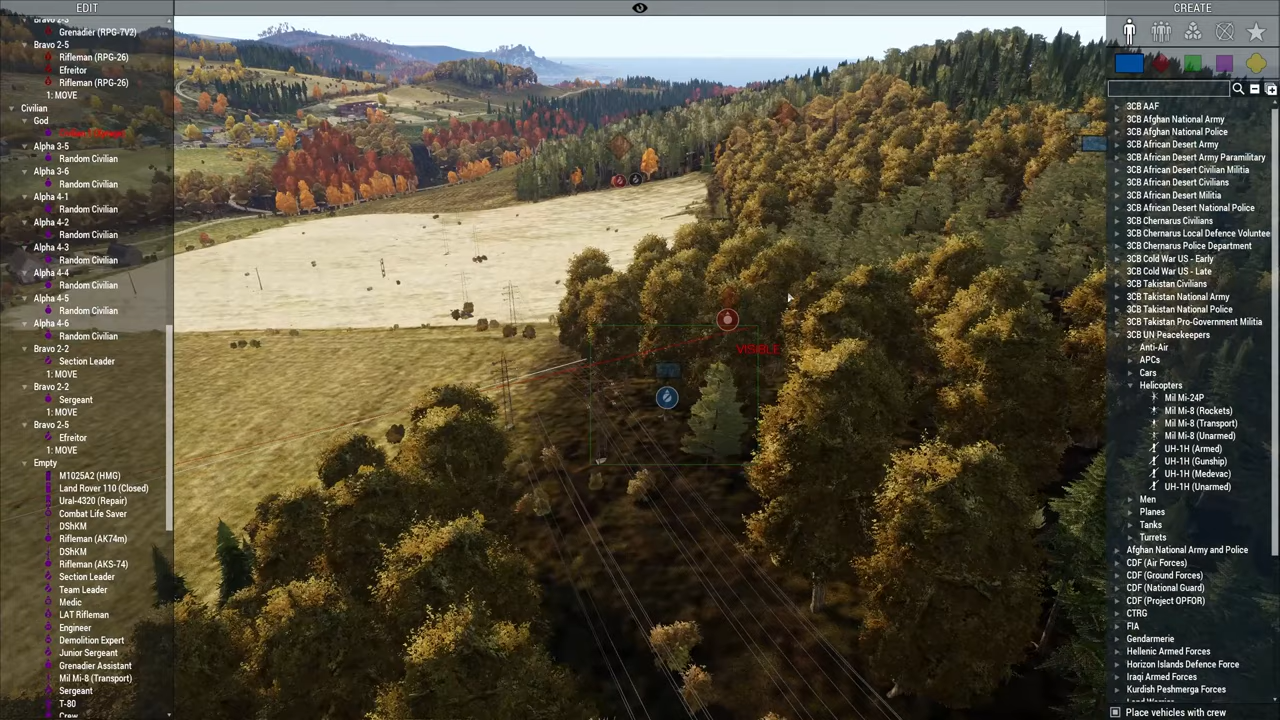 EDIT
Bravo 2-3
Grenadier (RPG-7V2)
Bravo 2-5
Rifleman (RPG-26)
Efreitor
Rifleman (RPG-26)
1: MOVE
Civilian
God
Alpha 3-5
Random Civilian
Alpha 3-6
Random Civilian
Alpha 4-1
Random Civilian
Alpha 4-2
Random Civilian
Alpha 4-3
Random Civilian
Alpha 4-4
Random Civilian
Alpha 4-5
Random Civilian
Alpha 4-6
Random Civilian
Bravo 2-2
Section Leader
1: MOVE
Bravo 2-2
Sergeant
1: MOVE
Bravo 2-5
Efreitor
1: MOVE
Empty
M1025A2 (HMG)
Land Rover 110 (Closed)
Ural-4320 (Repair)
Combat Life Saver
DShKM
Rifleman (AK74m)
DShKM
Rifleman (AKS-74)
Section Leader
Team Leader
Medic
LAT Rifleman
Engineer
Demolition Expert
Junior Sergeant
Grenadier Assistant
Mil Mi-8 (Transport)
Sergeant
T-80
Crew
VISIBLE
CREATE
3CB AAF
3CB Afghan National Army
3CB Afghan National Police
3CB African Desert Army
3CB African Desert Army Paramilitary
3CB African Desert Civilian Militia
3CB African Desert Civilians
3CB African Desert Militia
3CB African Desert National Police
3CB Chernarus Civilians
3CB Chernarus Local Defence Voluntee
3CB Chernarus Police Department
3CB Cold War US - Early
3CB Cold War US - Late
3CB Takistan Civilians
3CB Takistan National Army
3CB Takistan National Police
3CB Takistan Pro-Government Militia
3CB UN Peacekeepers
Anti-Air
APCs
Cars
Helicopters
Mil Mi-24P
Mil Mi-8 (Rockets)
Mil Mi-8 (Transport)
Mil Mi-8 (Unarmed)
UH-1H (Armed)
UH-1H (Gunship)
UH-1H (Medevac)
UH-1H (Unarmed)
Men
Planes
Tanks
Turrets
Afghan National Army and Police
CDF (Air Forces)
CDF (Ground Forces)
CDF (National Guard)
CDF (Project OPFOR)
CTRG
FIA
Gendarmerie
Hellenic Armed Forces
Horizon Islands Defence Force
Iraqi Armed Forces
Kurdish Peshmerga Forces
Place vehicles with crew